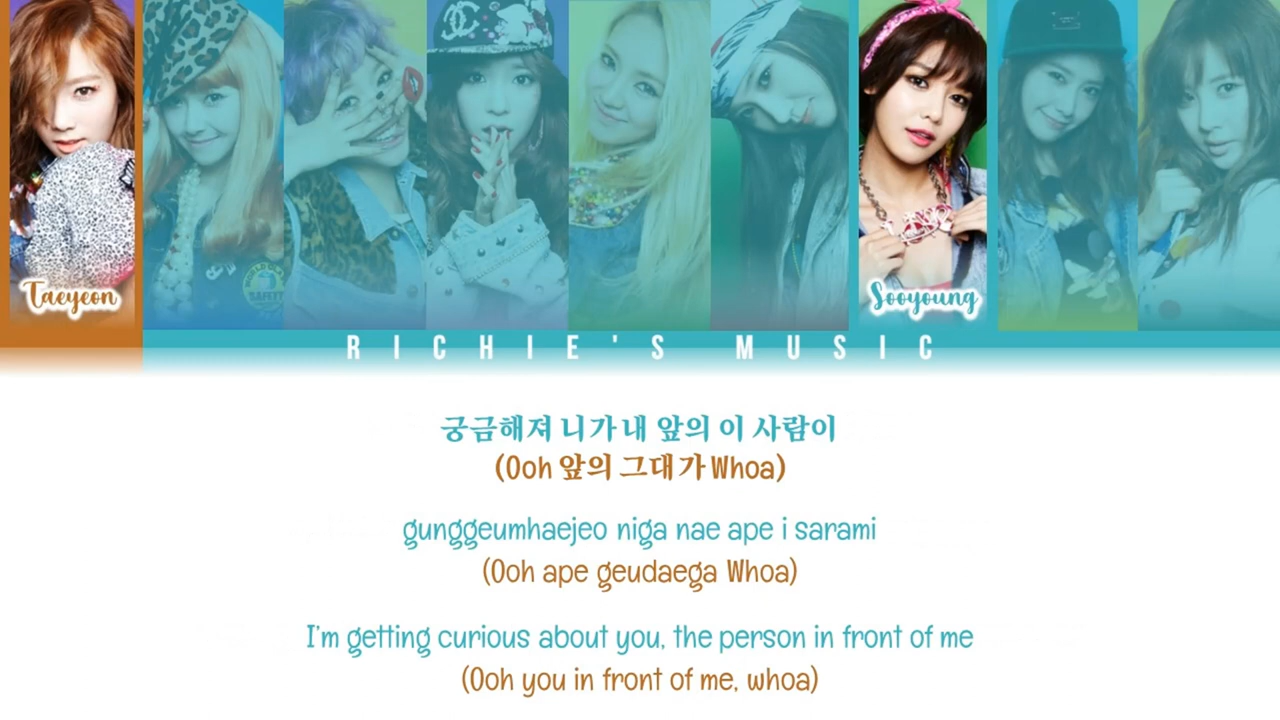 Taeyeon
Sooyoung
RICHIE'S MUSIC
궁금해져 니가 내 앞의 이 사람이
(Ooh 앞의 그대가 Whoa)
gunggeumhaejeo niga nae ape i sarami
(Ooh ape geudaega Whoa)
I'm getting curious about you, the person in front of me
(Ooh you in front of me, whoa)